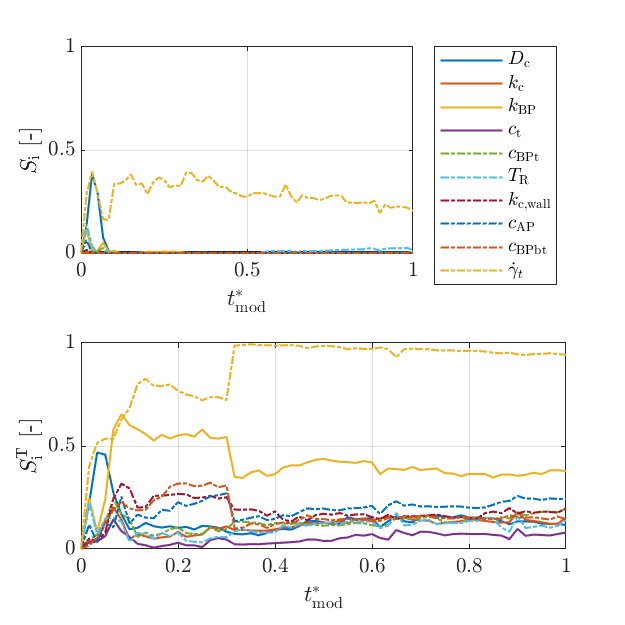 1
0.5
0
S_i [-]
0 0.5 1
t*_mod
D_c
k_c
k_BP
c_t
c_BPt
T_R
k_c,wall
c_AP
c_BPbt
γ̇_t
1
0.5
0
S_i^T [-]
0 0.2 0.4 0.6 0.8 1
t*_mod